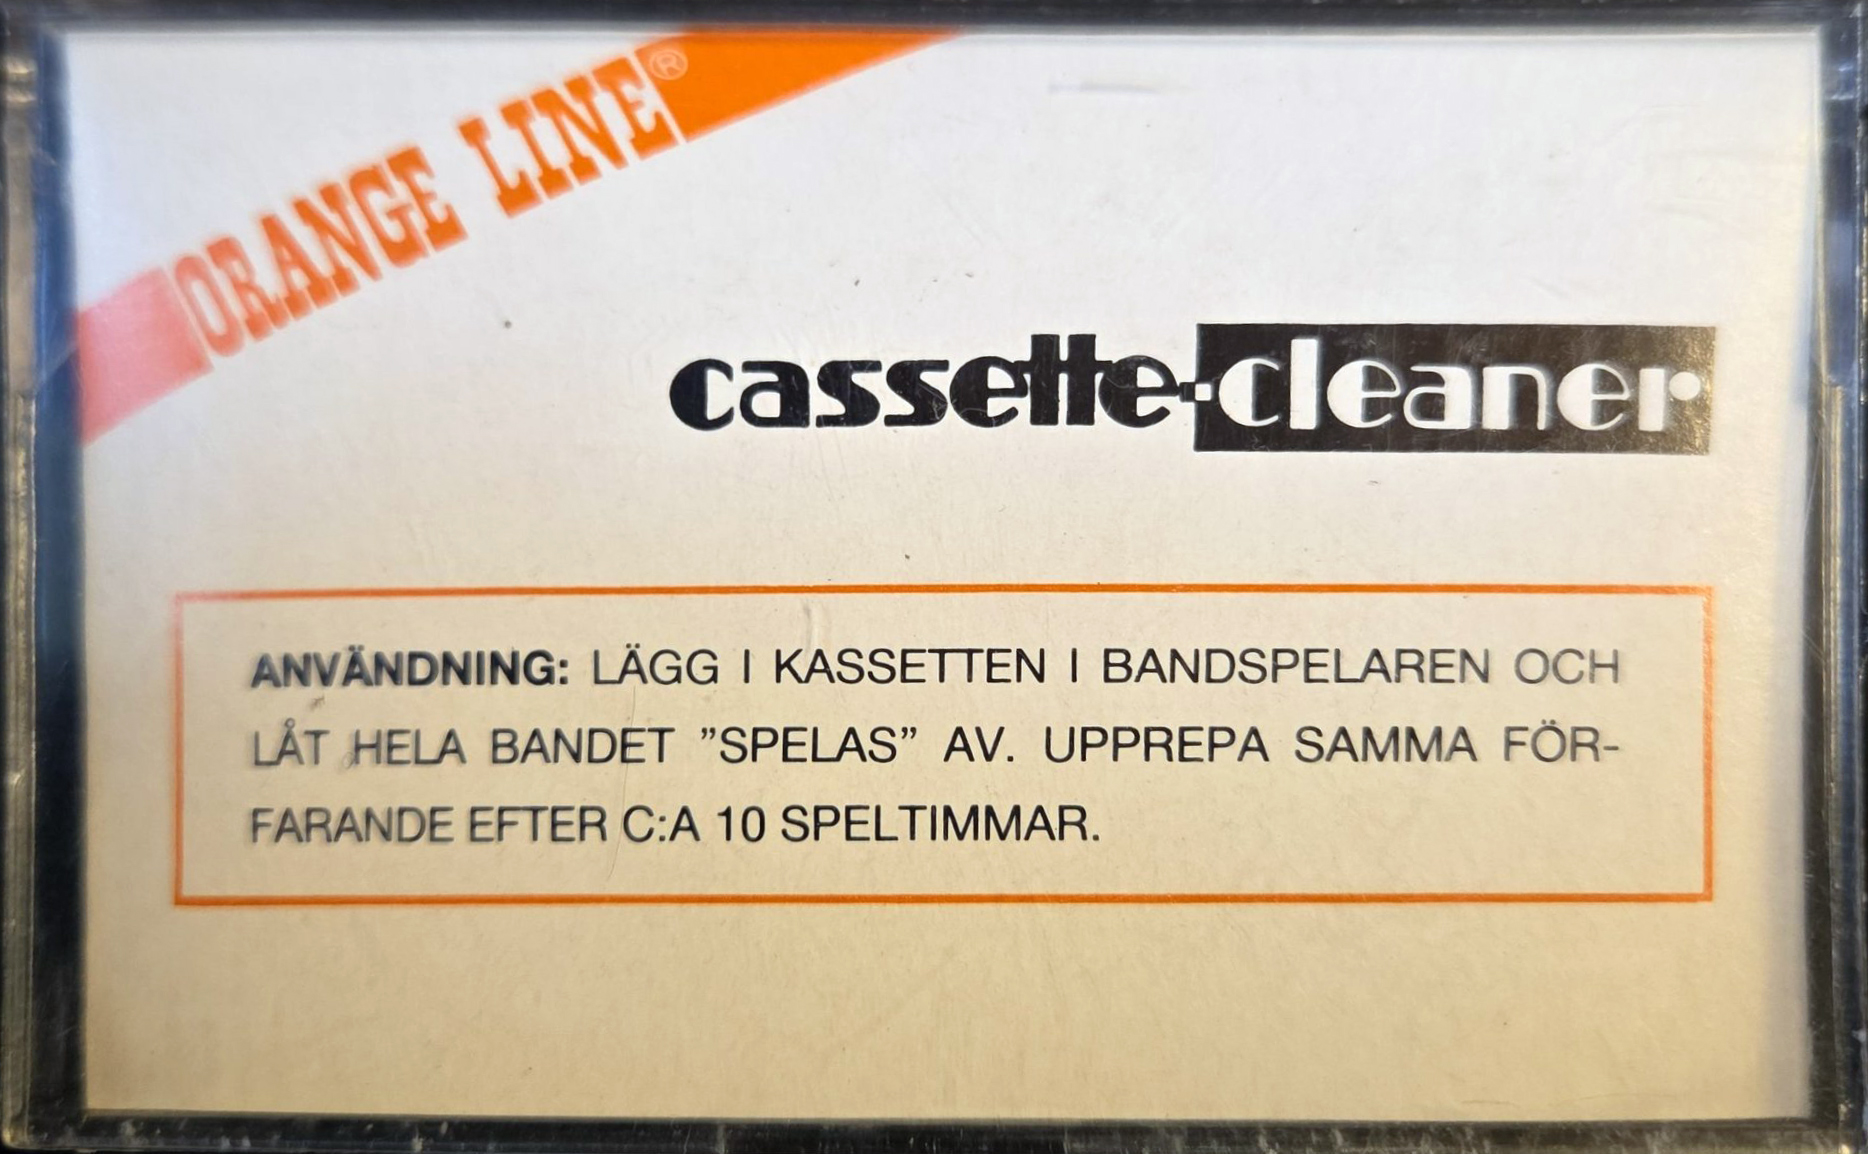 ORANGE LINE®
cassette-cleaner
ANVÄNDNING: LÄGG I KASSETTEN I BANDSPELAREN OCH
LÅT HELA BANDET ”SPELAS” AV. UPPREPA SAMMA FÖR-
FARANDE EFTER C:A 10 SPELTIMMAR.